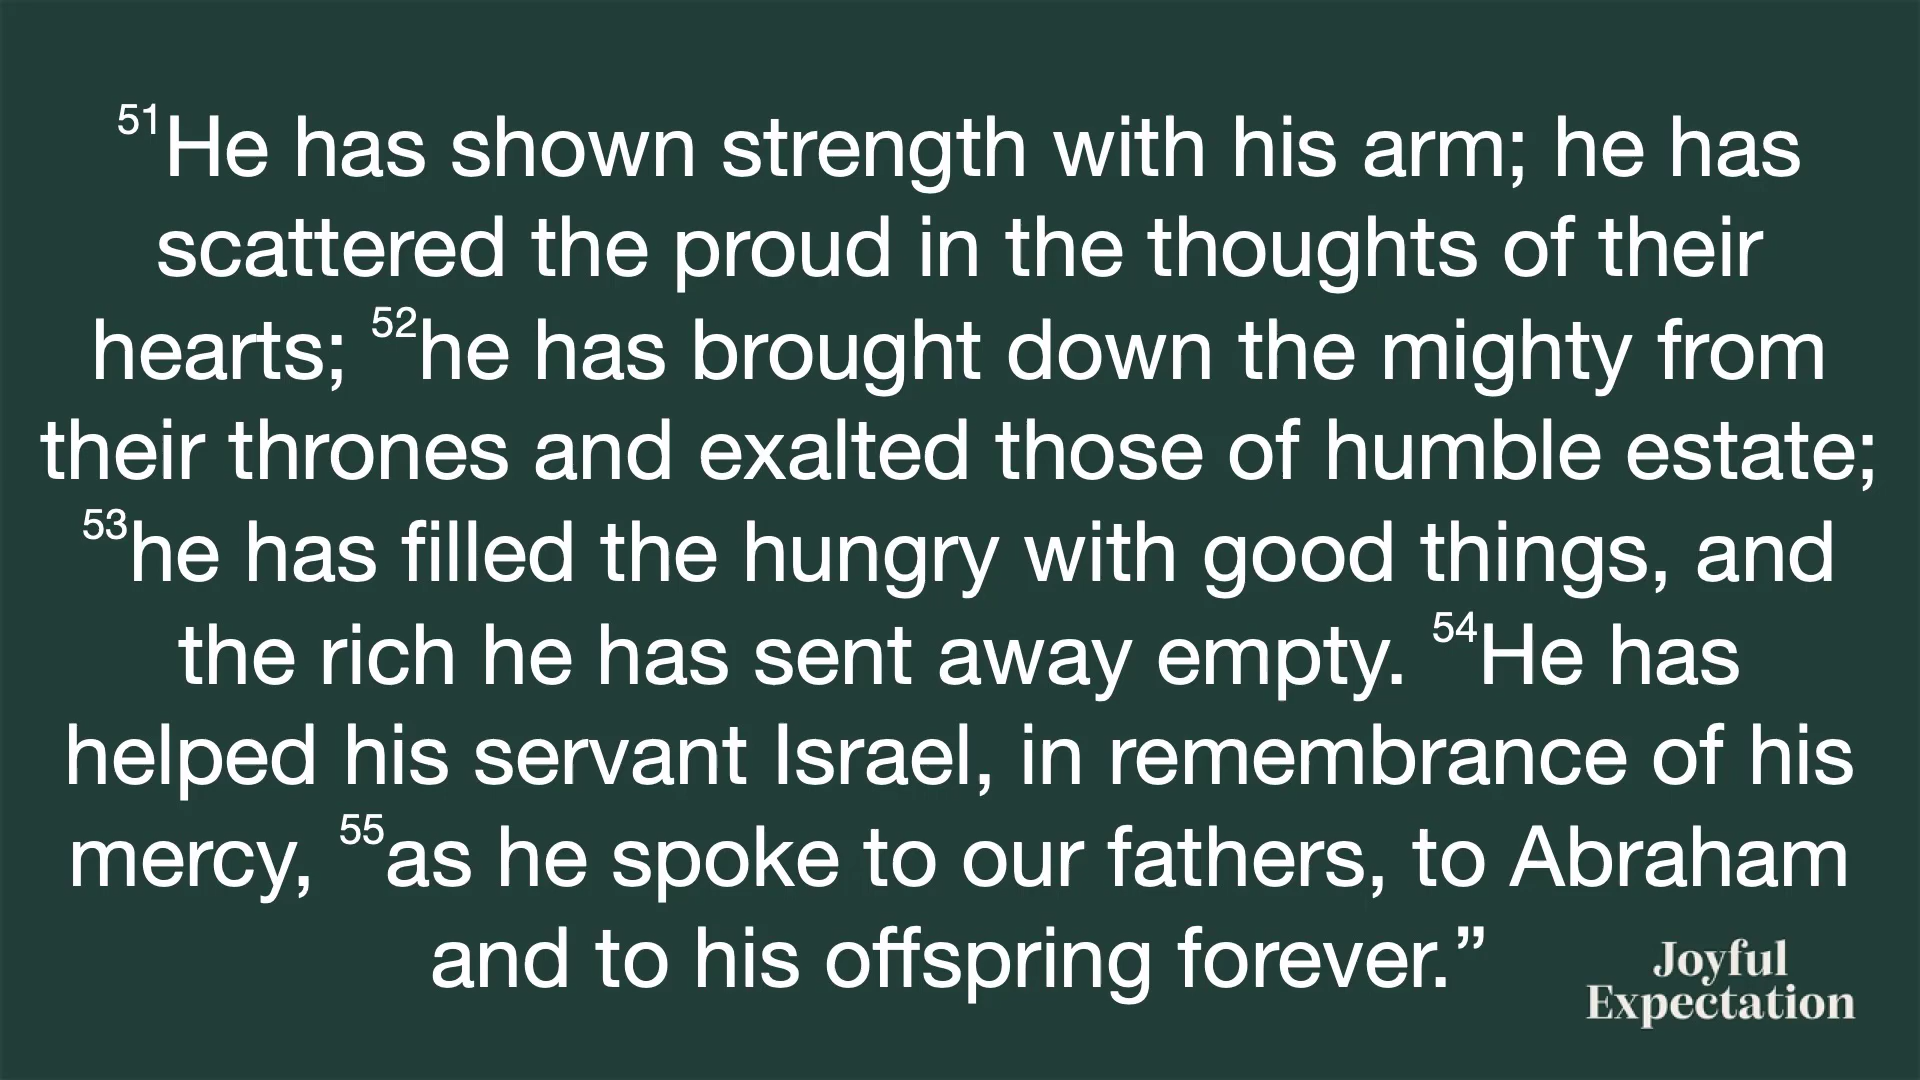 51He has shown strength with his arm; he has
scattered the proud in the thoughts of their
hearts; 52he has brought down the mighty from
their thrones and exalted those of humble estate;
53he has filled the hungry with good things, and
the rich he has sent away empty. 54He has
helped his servant Israel, in remembrance of his
mercy, 55as he spoke to our fathers, to Abraham
and to his offspring forever.”
Joyful
Expectation